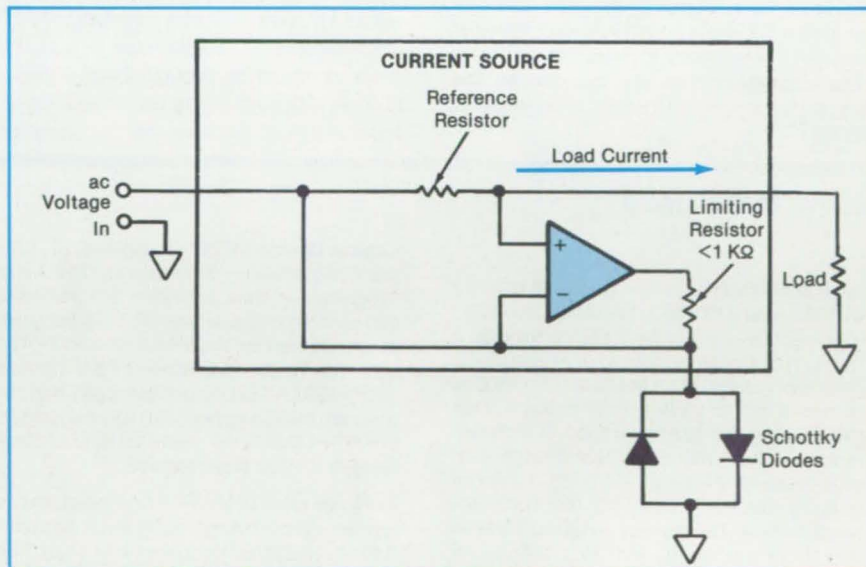 CURRENT SOURCE
Reference
Resistor
Load Current
ac
Voltage
In
Limiting
Resistor
<1 KΩ
Load
+
−
Schottky
Diodes